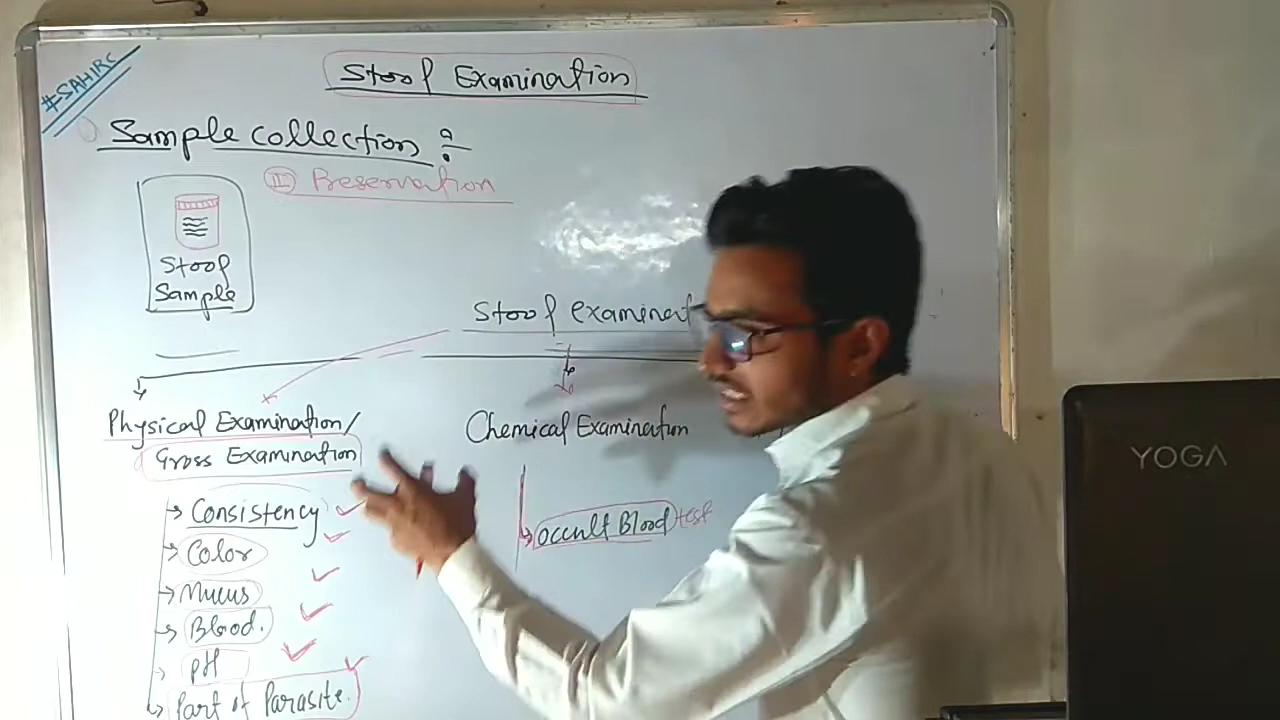 #SAHIRC
Stool Examination
Sample collection :
II Preservation
Stool
Sample
Stool examinat
Physical Examination/
Gross Examination
Consistency
Color
Mucus
Blood.
pH
Part of Parasite.
Chemical Examination
Occult Blood test
YOGA